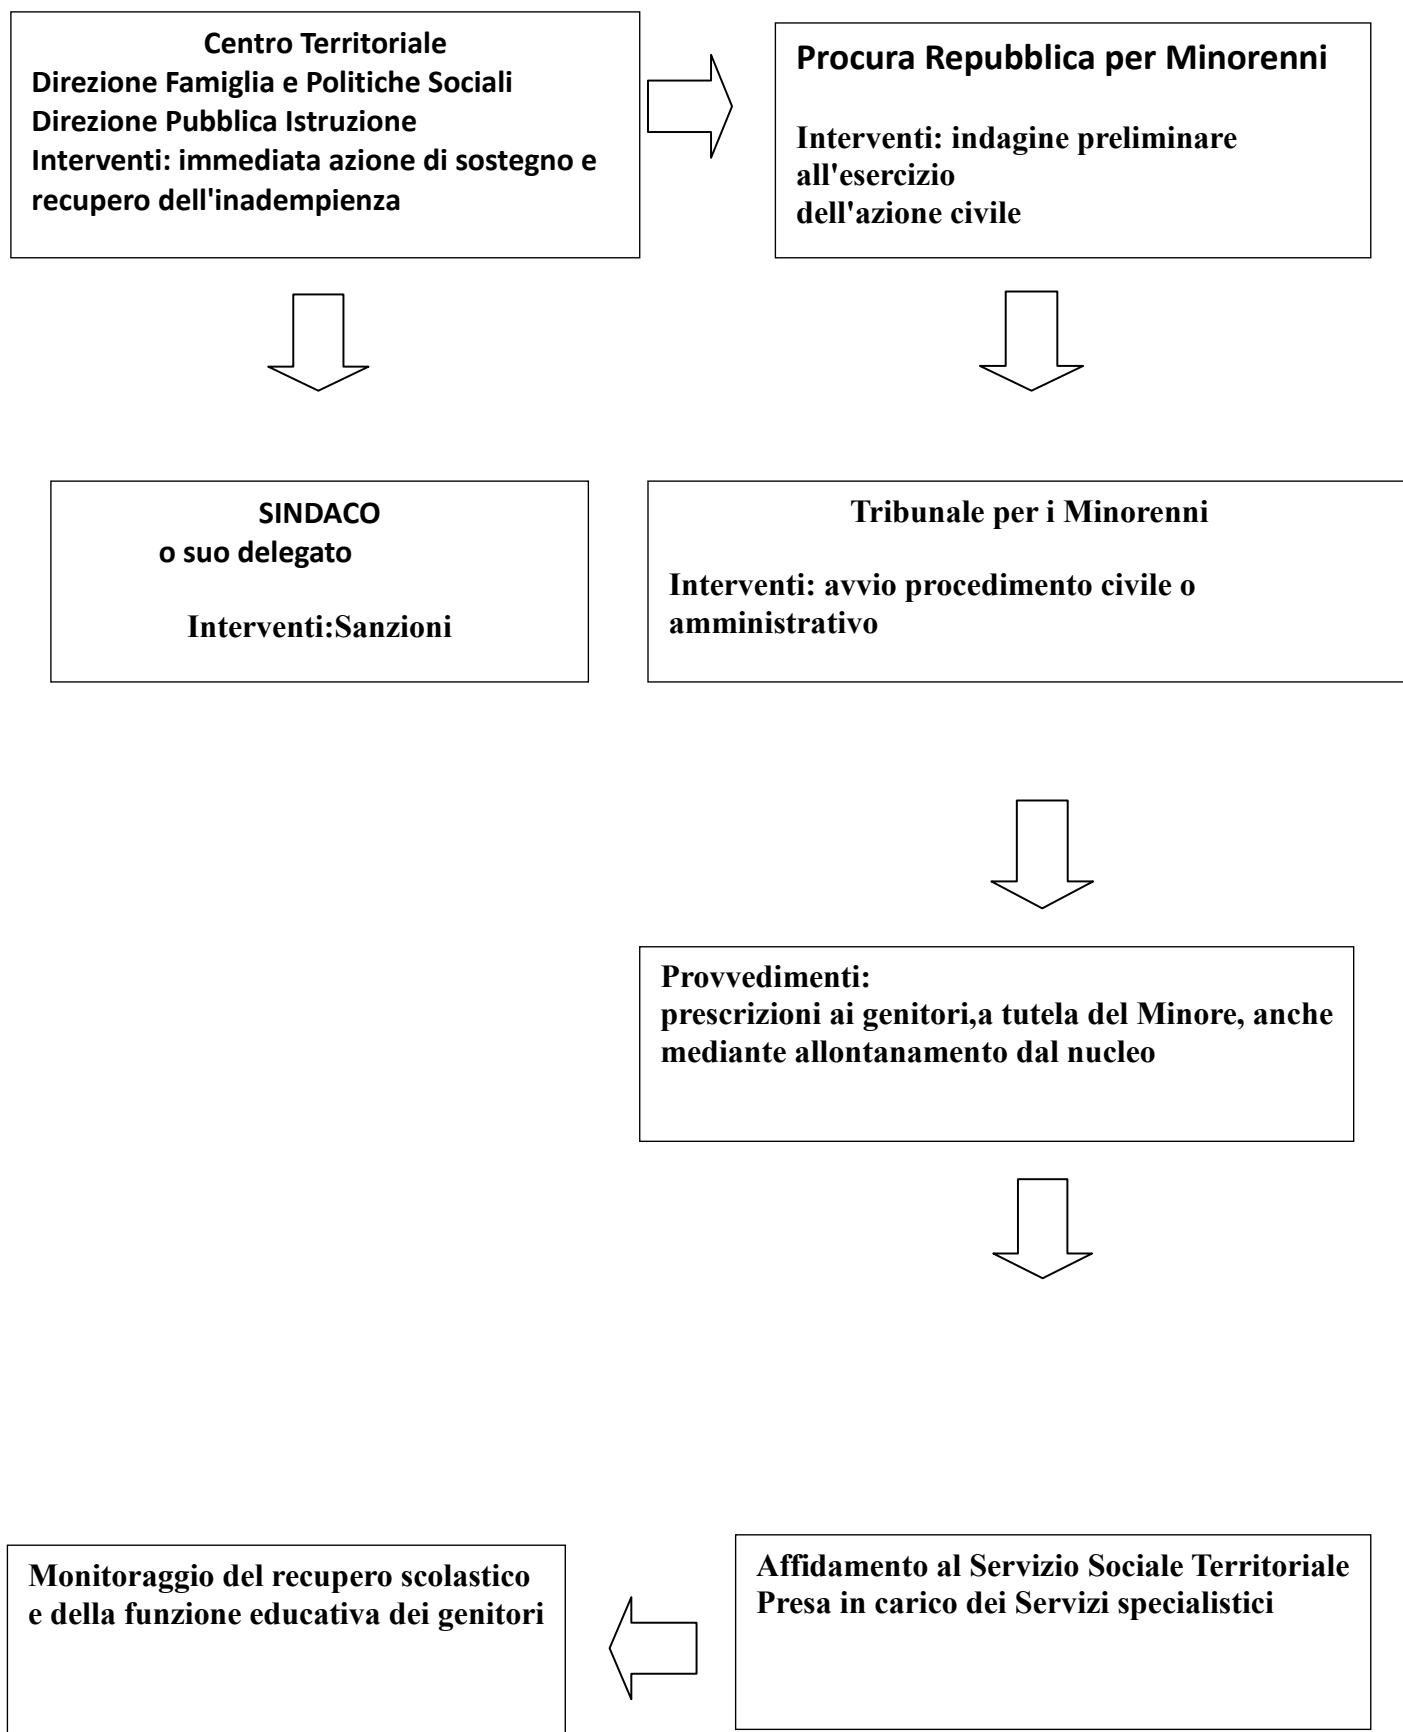 Centro Territoriale
Direzione Famiglia e Politiche Sociali
Direzione Pubblica Istruzione
Interventi: immediata azione di sostegno e
recupero dell'inadempienza
Procura Repubblica per Minorenni
Interventi: indagine preliminare
all'esercizio
dell'azione civile
SINDACO
o suo delegato
Interventi:Sanzioni
Tribunale per i Minorenni
Interventi: avvio procedimento civile o
amministrativo
Provvedimenti:
prescrizioni ai genitori,a tutela del Minore, anche
mediante allontanamento dal nucleo
Affidamento al Servizio Sociale Territoriale
Presa in carico dei Servizi specialistici
Monitoraggio del recupero scolastico
e della funzione educativa dei genitori